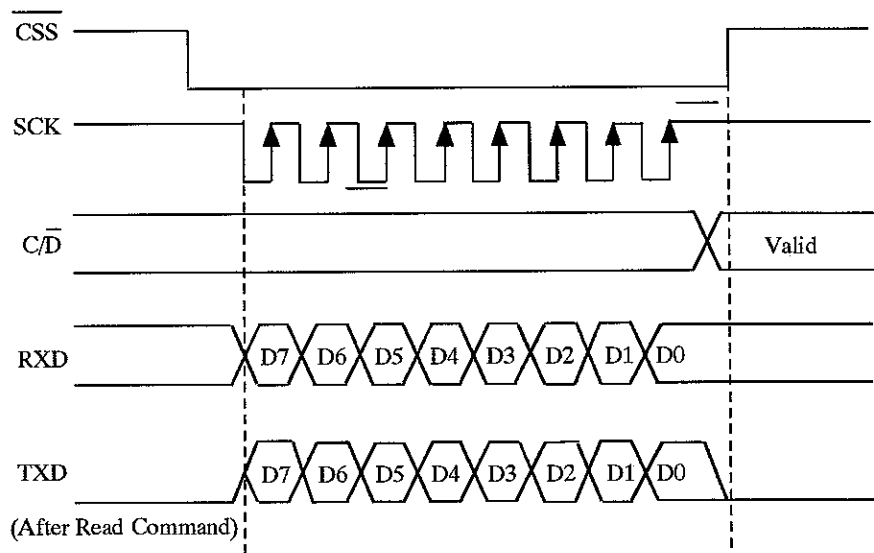 C̅S̅S̅
SCK
C/D̅
Valid
RXD
D7 D6 D5 D4 D3 D2 D1 D0
TXD
D7 D6 D5 D4 D3 D2 D1 D0
(After Read Command)